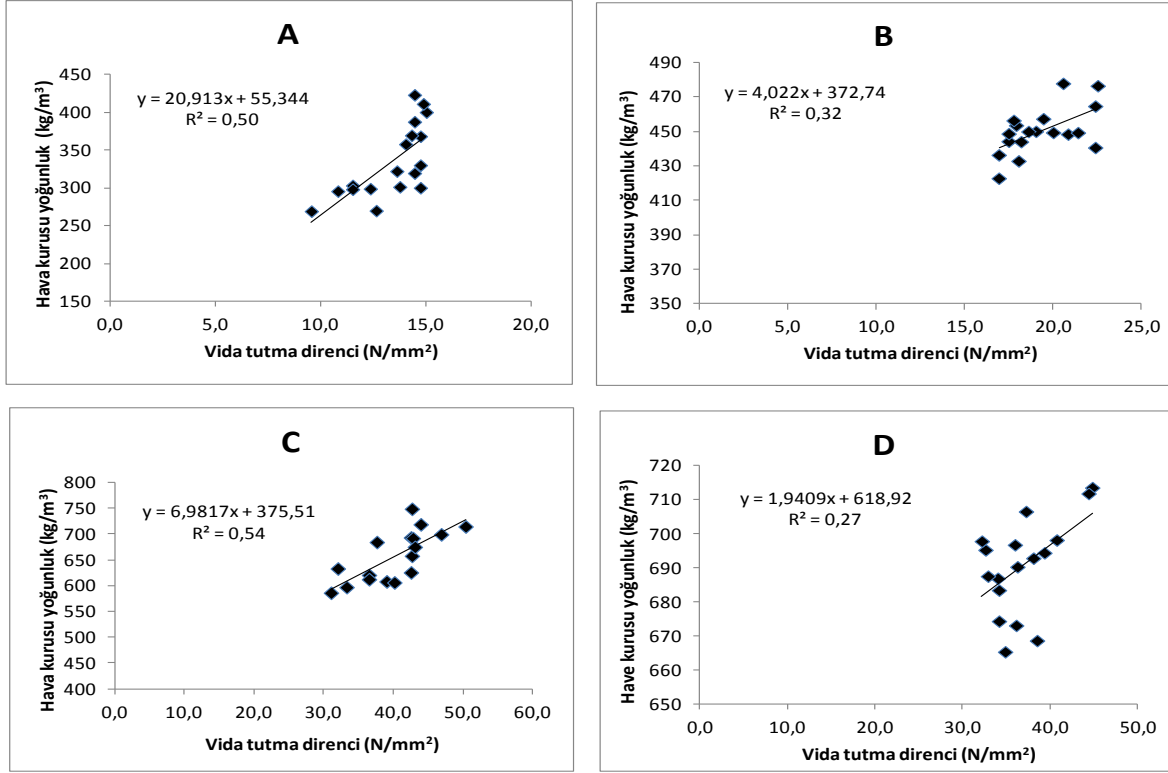 A
Hava kurusu yoğunluk (kg/m³)
y = 20,913x + 55,344
R² = 0,50
450
400
350
300
250
200
150
0,0 5,0 10,0 15,0 20,0
Vida tutma direnci (N/mm²)
B
Hava kurusu yoğunluk (kg/m³)
y = 4,022x + 372,74
R² = 0,32
490
470
450
430
410
390
370
350
0,0 5,0 10,0 15,0 20,0 25,0
Vida tutma direnci (N/mm²)
C
Hava kurusu yoğunluk (kg/m³)
y = 6,9817x + 375,51
R² = 0,54
800
750
700
650
600
550
500
450
400
0,0 10,0 20,0 30,0 40,0 50,0 60,0
Vida tutma direnci (N/mm²)
D
Have kurusu yoğunluk (kg/m³)
y = 1,9409x + 618,92
R² = 0,27
720
710
700
690
680
670
660
650
0,0 10,0 20,0 30,0 40,0 50,0
Vida tutma direnci (N/mm²)